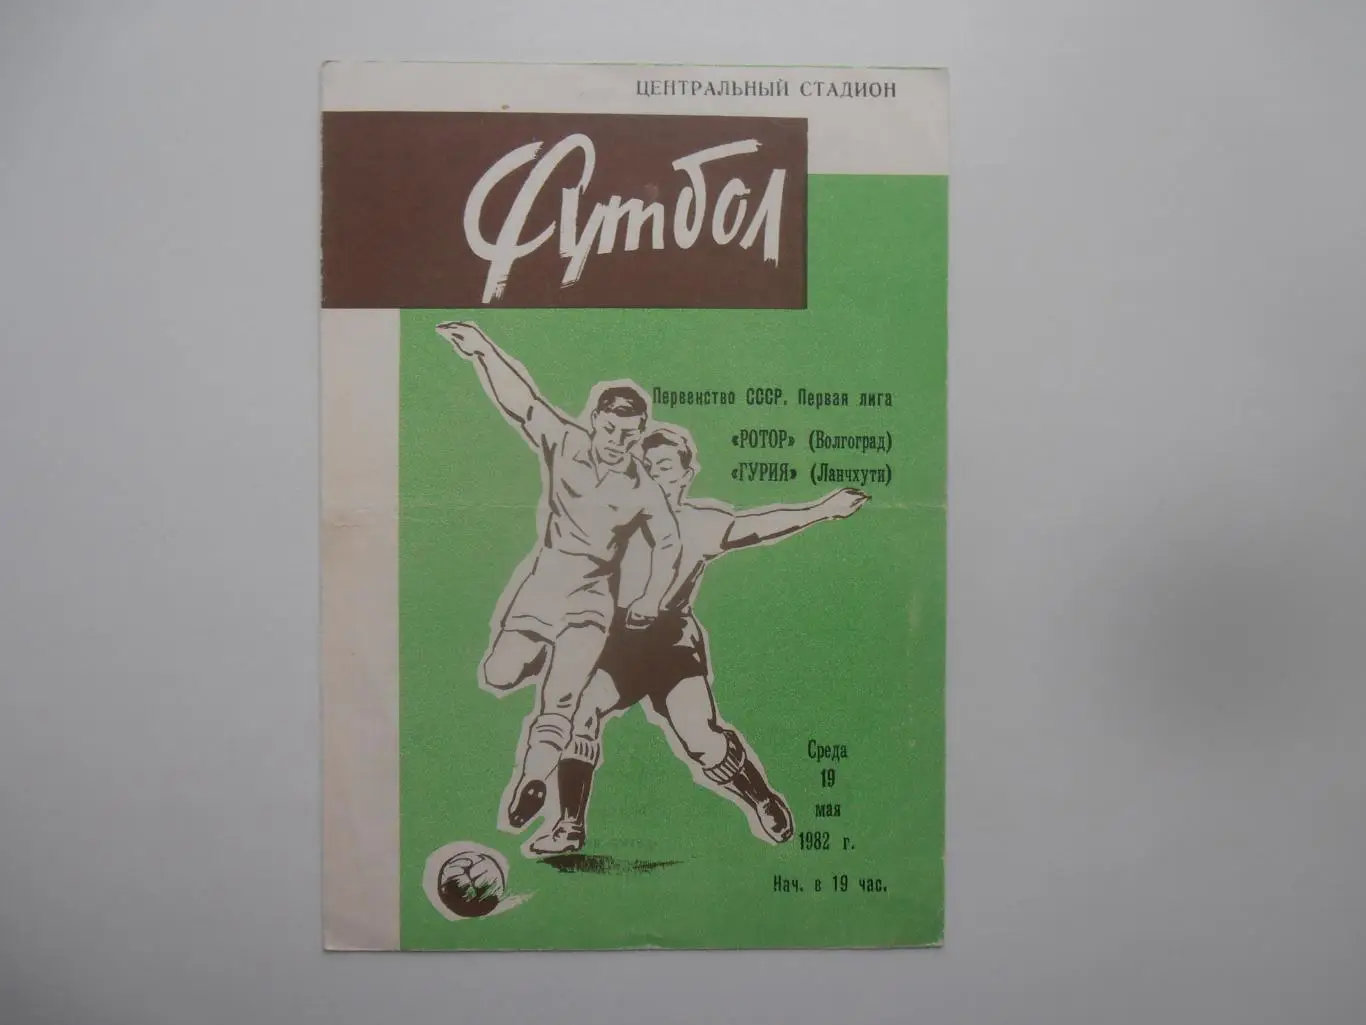 ЦЕНТРАЛЬНЫЙ СТАДИОН
Футбол
Первенство СССР. Первая лига
«РОТОР» (Волгоград)
«ГУРИЯ» (Ланчхути)
Среда
19
мая
1982 г.
Нач. в 19 час.